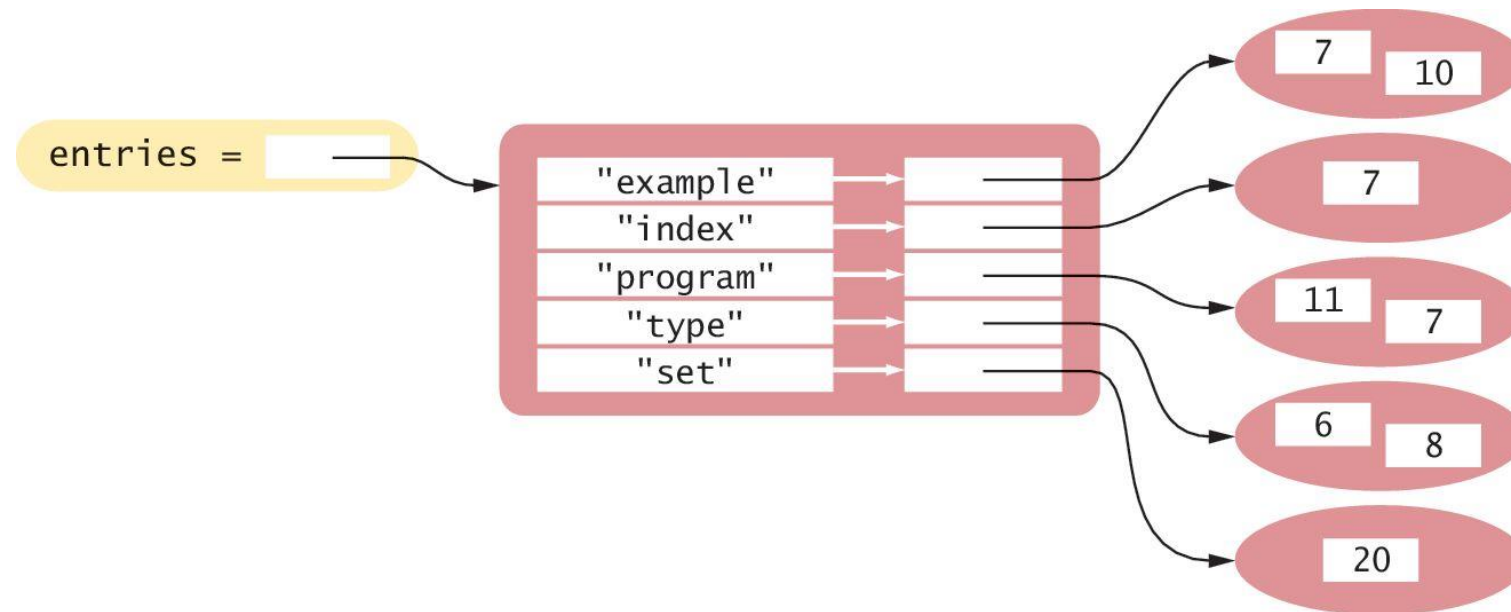 entries =
"example"
"index"
"program"
"type"
"set"
7
10
7
11
7
6
8
20